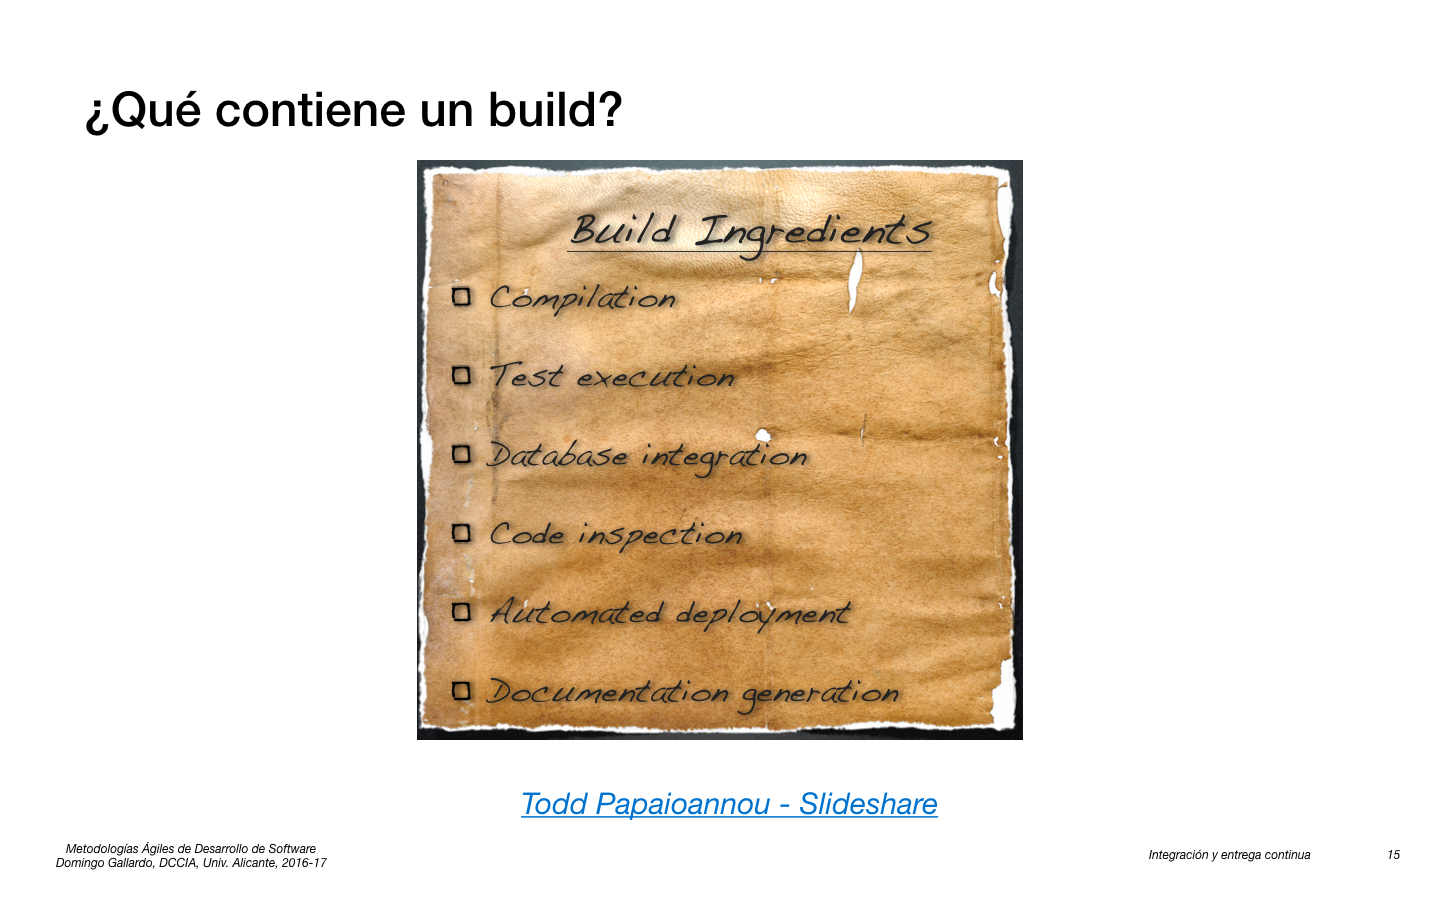 ¿Qué contiene un build?
Build Ingredients
Compilation
Test execution
Database integration
Code inspection
Automated deployment
Documentation generation
Todd Papaioannou - Slideshare
Metodologías Ágiles de Desarrollo de Software
Domingo Gallardo, DCCIA, Univ. Alicante, 2016-17
Integración y entrega continua
15